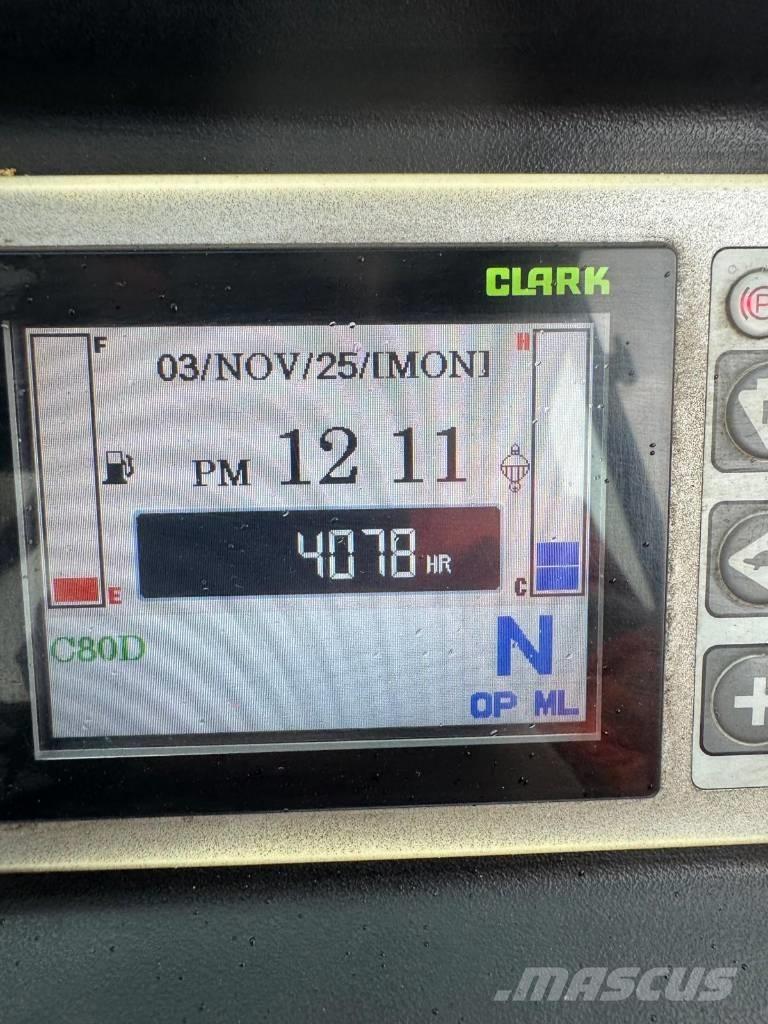 CLARK
F
03/NOV/25/[MON]
H
PM 12 11
4078 HR
E
C
C80D
N
OP ML
P
MASCUS